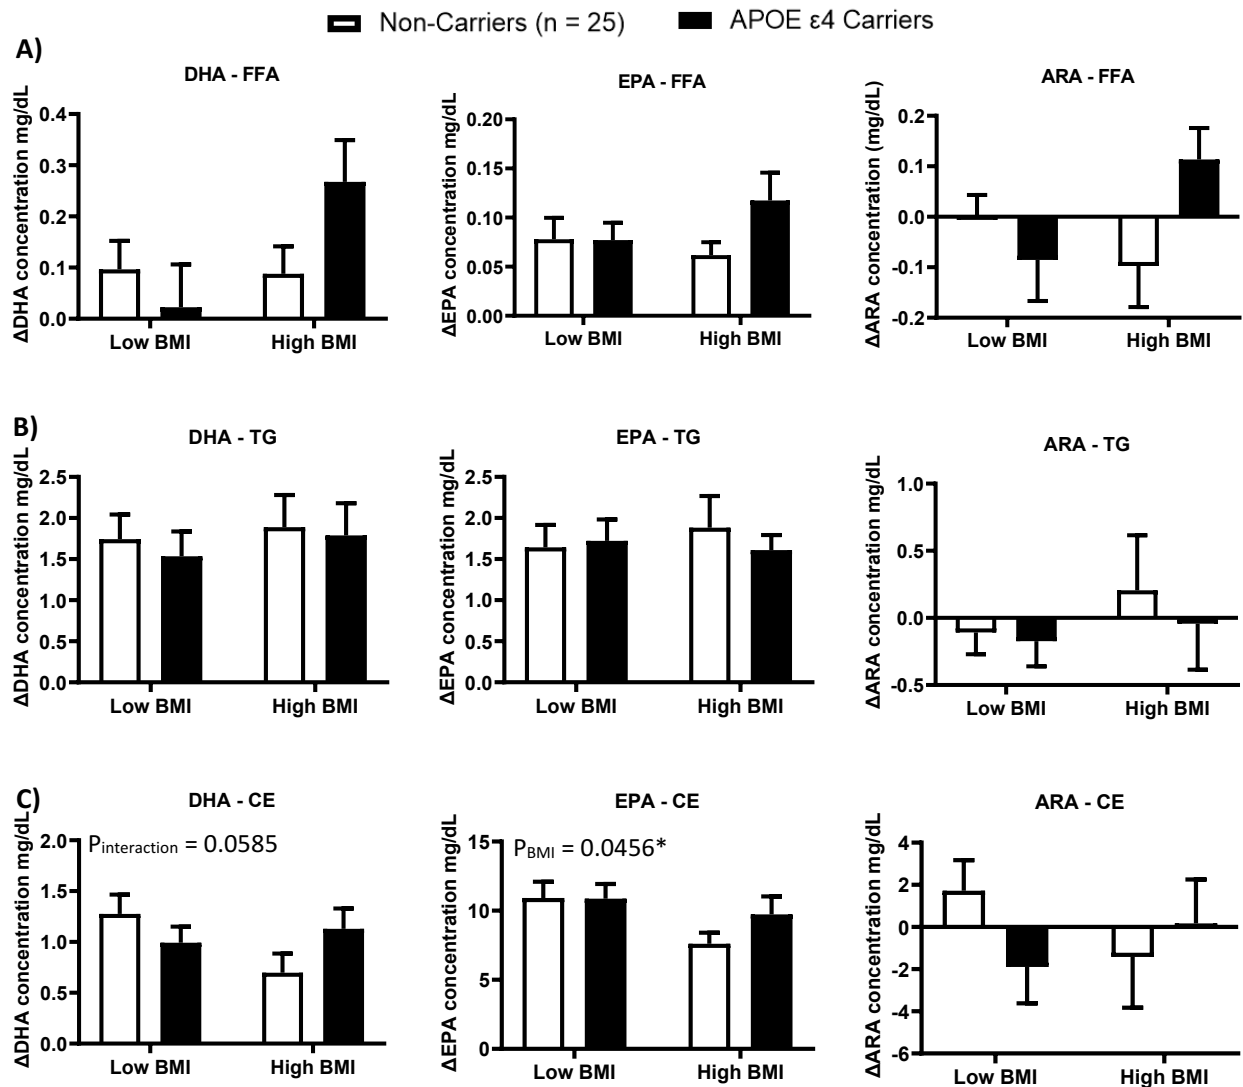 Non-Carriers (n = 25) APOE ε4 Carriers
A)
DHA - FFA
ΔDHA concentration mg/dL
0.4
0.3
0.2
0.1
0.0
Low BMI High BMI
EPA - FFA
ΔEPA concentration mg/dL
0.20
0.15
0.10
0.05
0.00
Low BMI High BMI
ARA - FFA
ΔARA concentration (mg/dL)
0.2
0.1
0.0
-0.1
-0.2
Low BMI High BMI
B)
DHA - TG
ΔDHA concentration mg/dL
2.5
2.0
1.5
1.0
0.5
0.0
Low BMI High BMI
EPA - TG
ΔEPA concentration mg/dL
2.5
2.0
1.5
1.0
0.5
0.0
Low BMI High BMI
ARA - TG
ΔARA concentration mg/dL
1.0
0.5
0.0
-0.5
Low BMI High BMI
C)
DHA - CE
ΔDHA concentration mg/dL
Pinteraction = 0.0585
2.0
1.5
1.0
0.5
0.0
Low BMI High BMI
EPA - CE
ΔEPA concentration mg/dL
PBMI = 0.0456*
15
10
5
0
Low BMI High BMI
ARA - CE
ΔARA concentration mg/dL
4
2
0
-2
-4
-6
Low BMI High BMI